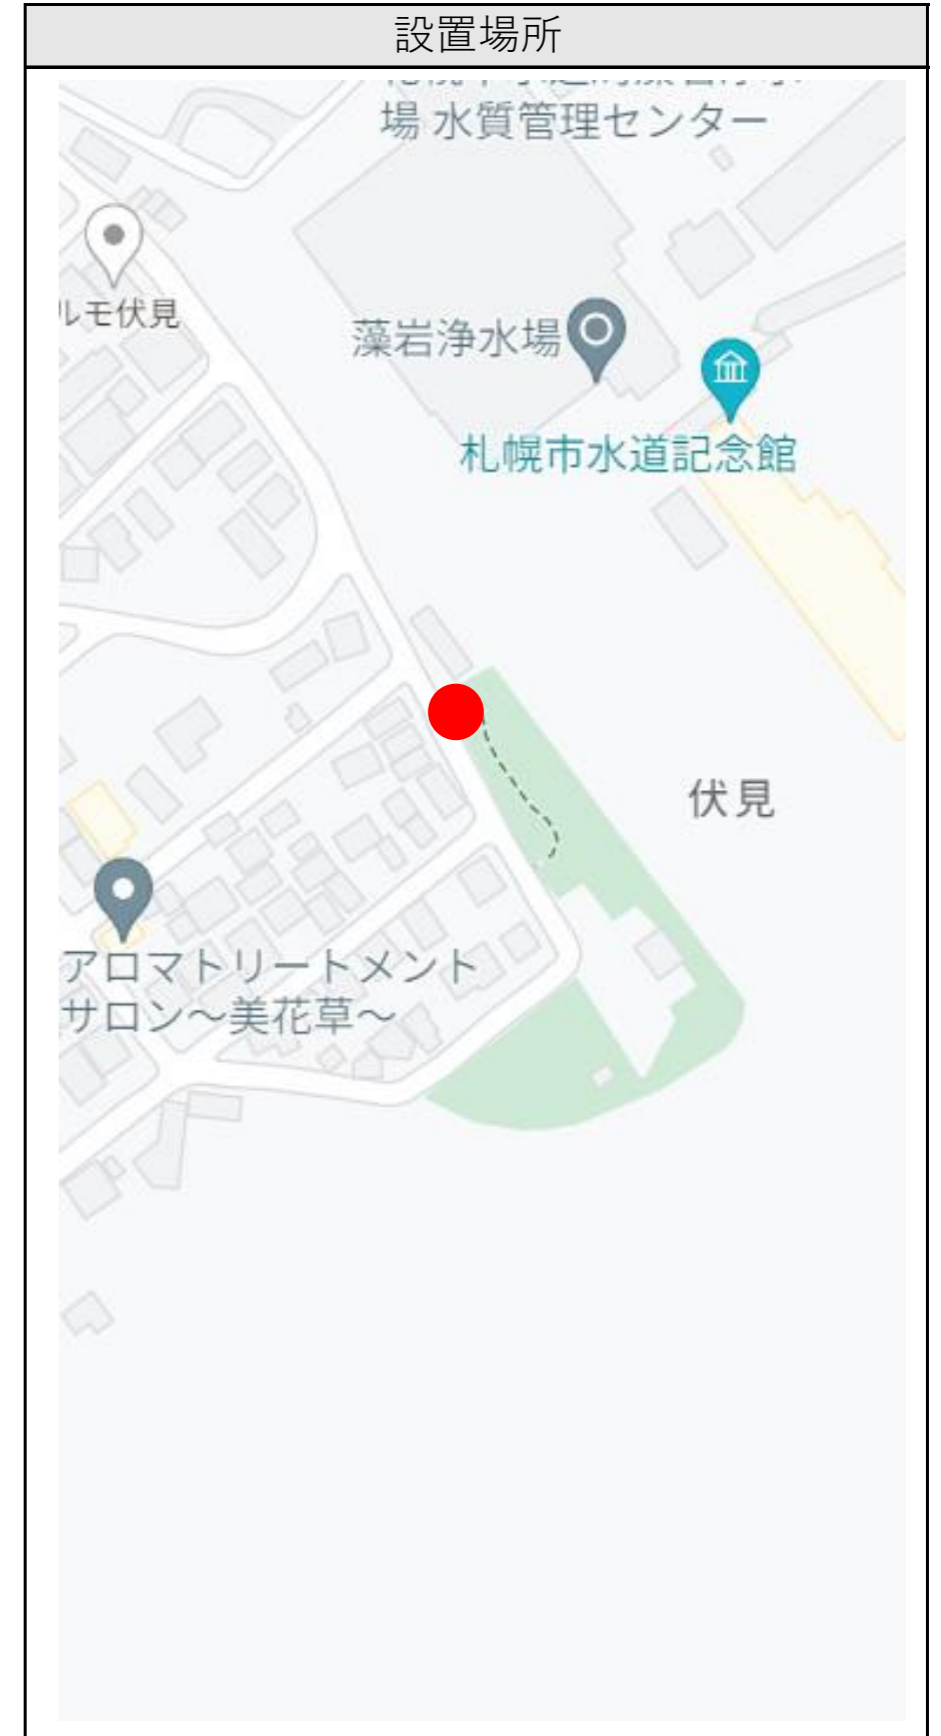 設置場所
場 水質管理センター
ルモ伏見
藻岩浄水場
札幌市水道記念館
伏見
アロマトリートメント
サロン～美花草～